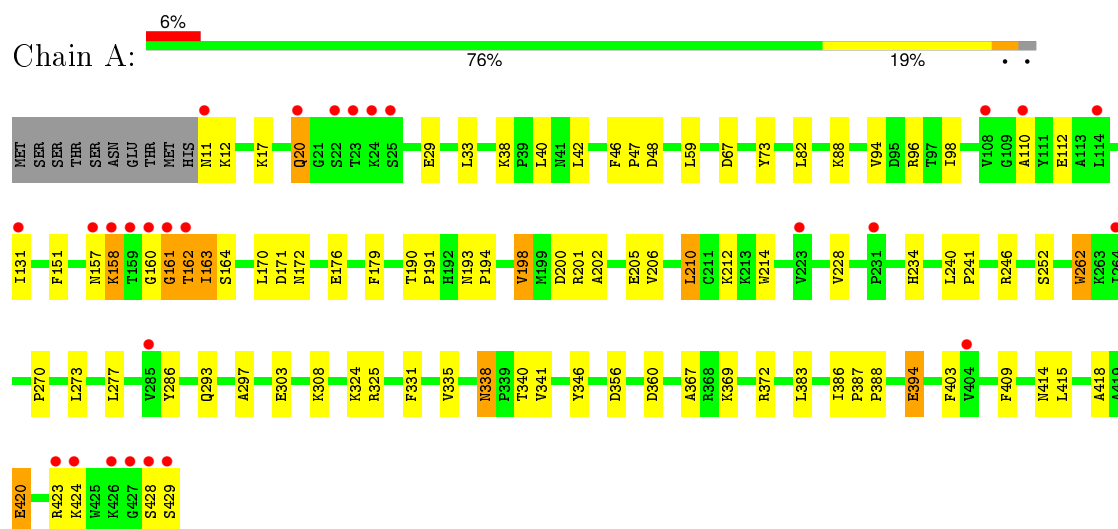 6%
Chain A:
76% 19% • •
MET SER SER THR SER ASN GLU THR MET HIS N11 K12 K17 Q20 G21 S22 T23 K24 S25 E29 L33 K38 P39 L40 N41 L42 F46 P47 D48 L59 D67 Y73 L82 K88 V94 D95 R96 T97 I98 V108 G109 A110 Y111 E112 A113 L114
I131 F151 N157 K158 T159 G160 G161 T162 I163 S164 L170 D171 N172 E176 F179 T190 P191 H192 N193 P194 V198 M199 D200 R201 A202 E205 V206 L210 C211 K212 K213 W214 V223 V228 P231 H234 L240 P241 R246 S252 W262 K263 I264
P270 L273 L277 V285 Y286 Q293 A297 E303 K308 K324 R325 F331 V335 N338 P339 T340 V341 Y346 D356 D360 A367 R368 K369 R372 L383 I386 P387 P388 E394 F403 V404 F409 N414 L415 A418 A419
E420 R423 K424 W425 K426 G427 S428 S429